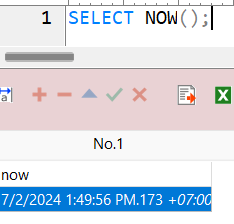 1 SELECT NOW();
No.1
now
7/2/2024 1:49:56 PM.173 +07:00